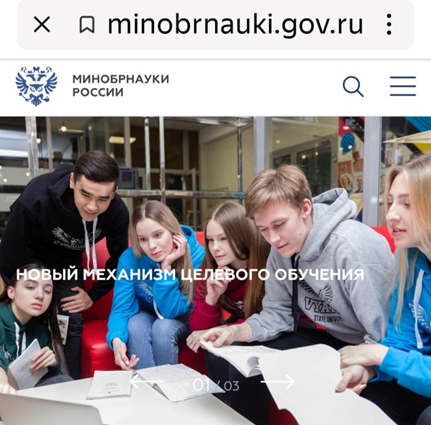 minobrnauki.gov.ru
МИНОБРНАУКИ
РОССИИ
НОВЫЙ МЕХАНИЗМ ЦЕЛЕВОГО ОБУЧЕНИЯ
01 / 03